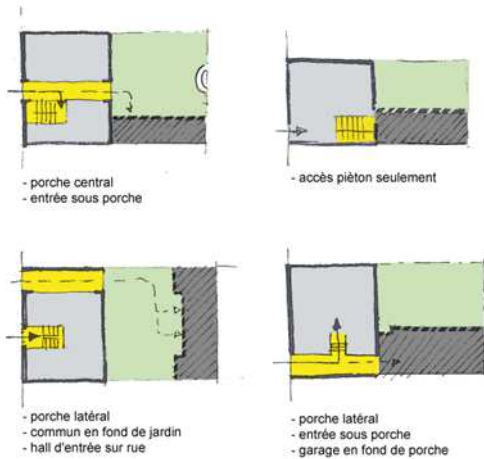 - porche central
- entrée sous porche
- accès pièton seulement
- porche latéral
- commun en fond de jardin
- hall d'entrée sur rue
- porche latéral
- entrée sous porche
- garage en fond de porche